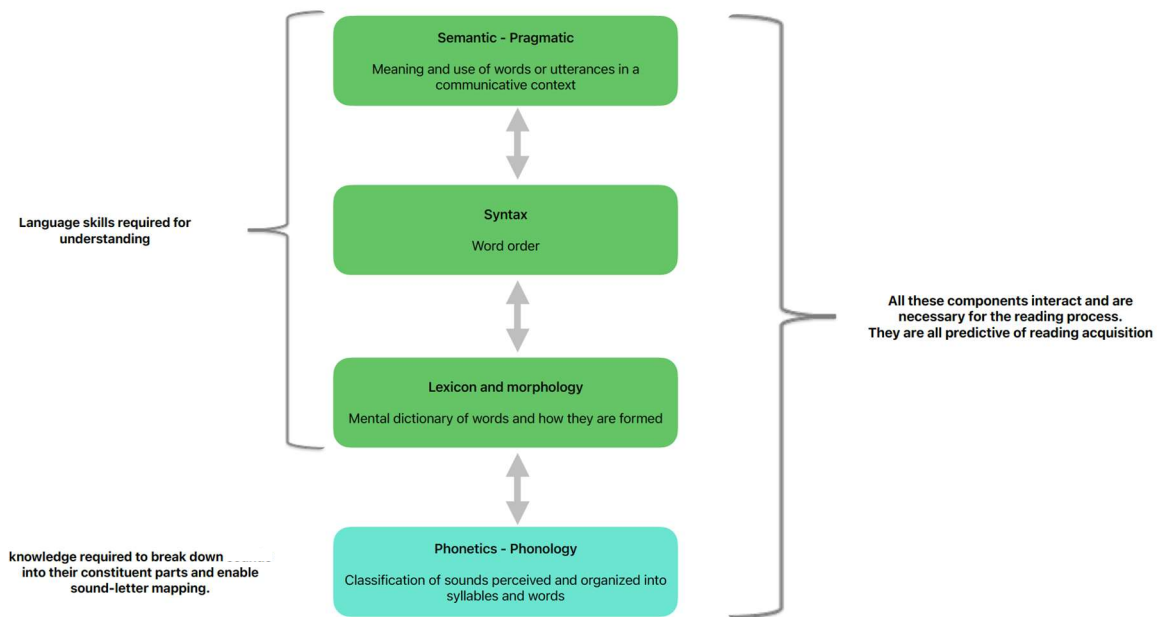 Semantic - Pragmatic
Meaning and use of words or utterances in a
communicative context
Syntax
Word order
Language skills required for
understanding
Lexicon and morphology
Mental dictionary of words and how they are formed
All these components interact and are
necessary for the reading process.
They are all predictive of reading acquisition
knowledge required to break down
into their constituent parts and enable
sound-letter mapping.
Phonetics - Phonology
Classification of sounds perceived and organized into
syllables and words